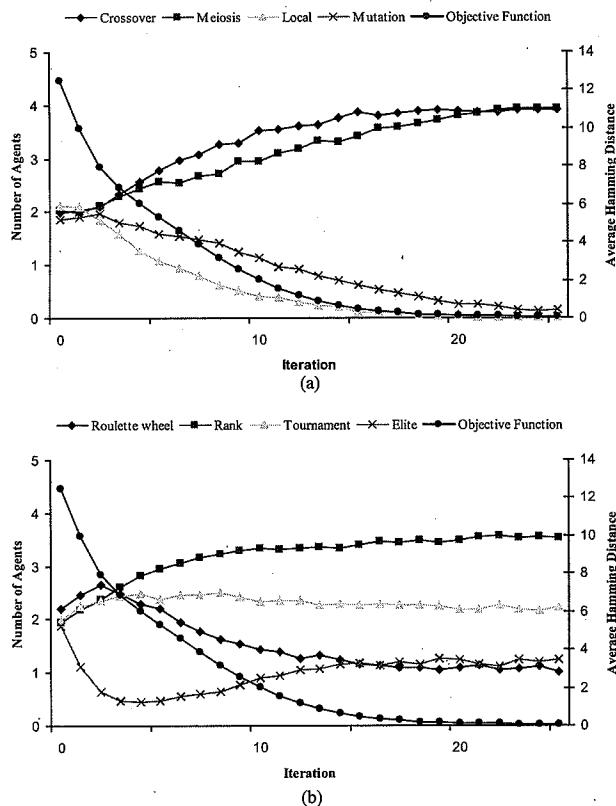 Crossover Meiosis Local Mutation Objective Function
5
4
3
2
1
0
14
12
10
8
6
4
2
0
Number of Agents
Average Hamming Distance
0 10 20
Iteration
(a)
Roulette wheel Rank Tournament Elite Objective Function
5
4
3
2
1
0
14
12
10
8
6
4
2
0
Number of Agents
Average Hamming Distance
0 10 20
Iteration
(b)